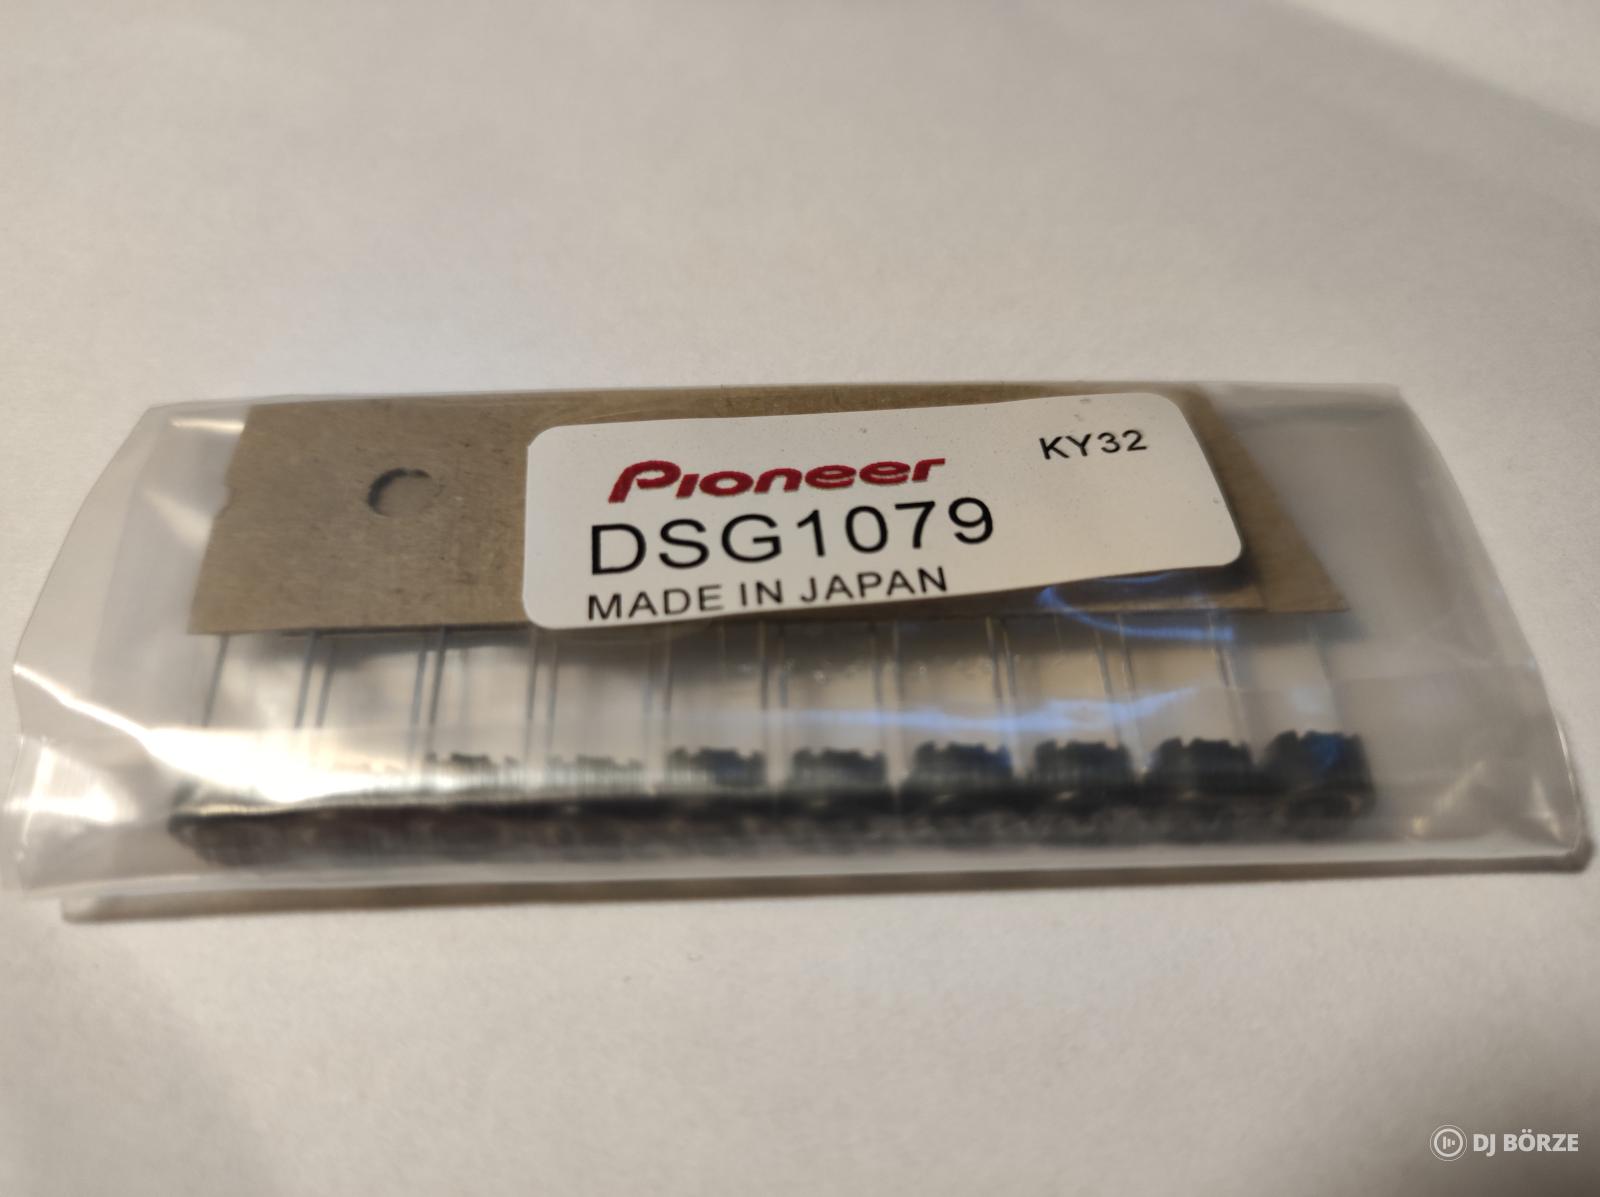 Pioneer
KY32
DSG1079
MADE IN JAPAN
DJ BÖRZE